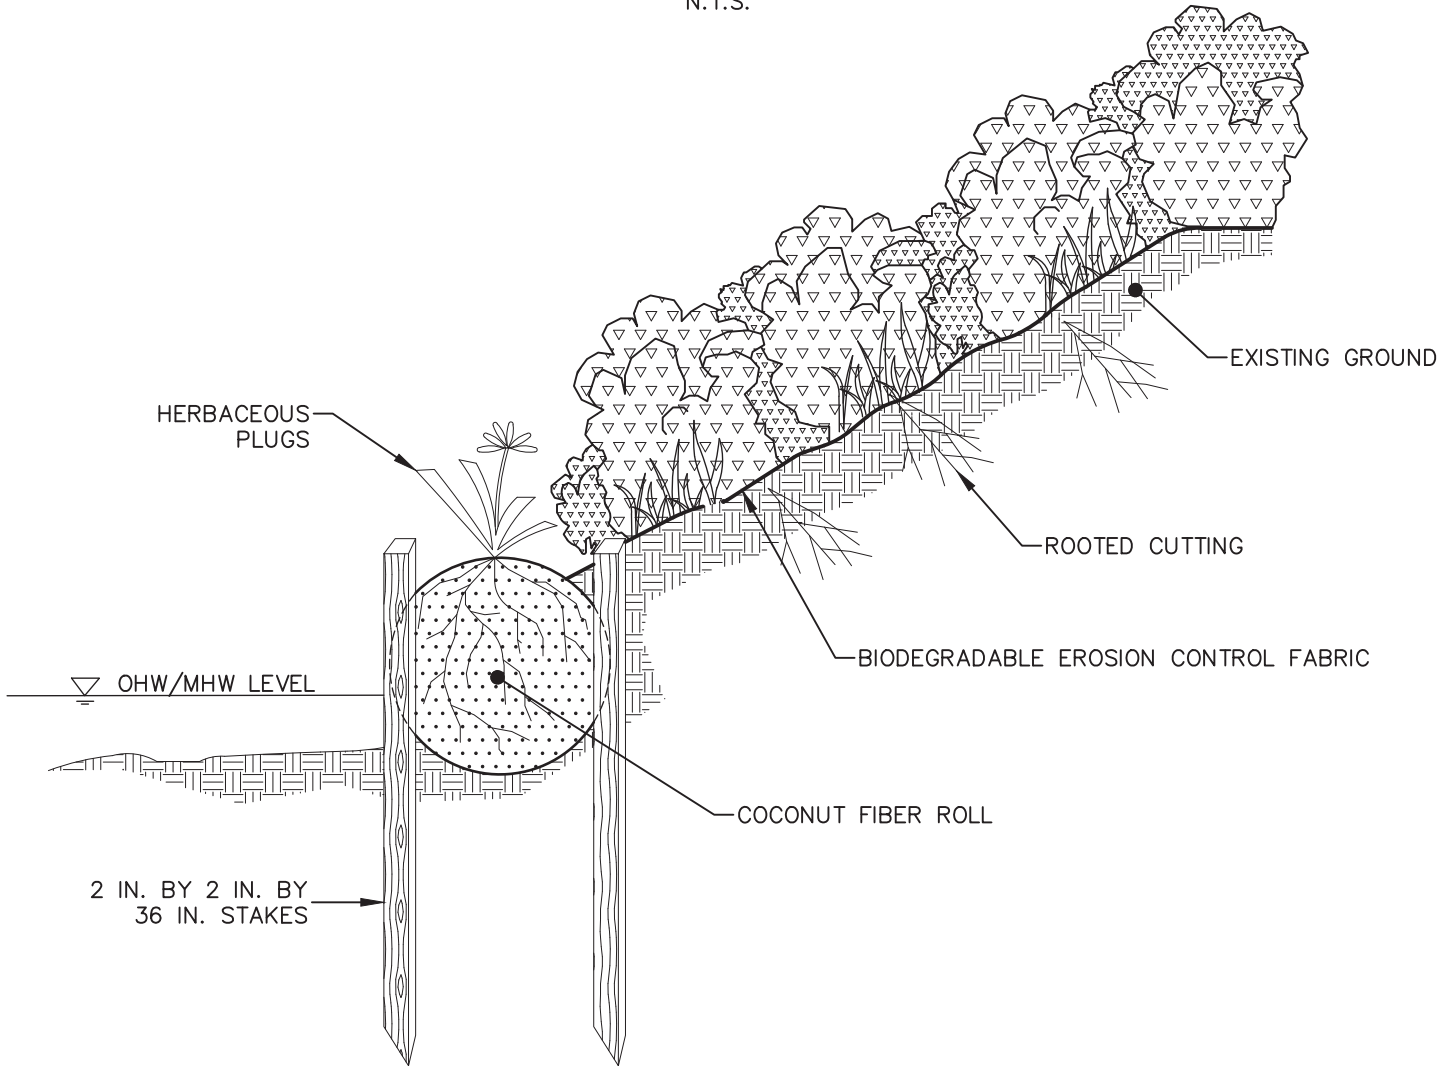 N.T.S.
EXISTING GROUND
HERBACEOUS
PLUGS
ROOTED CUTTING
BIODEGRADABLE EROSION CONTROL FABRIC
OHW/MHW LEVEL
COCONUT FIBER ROLL
2 IN. BY 2 IN. BY
36 IN. STAKES